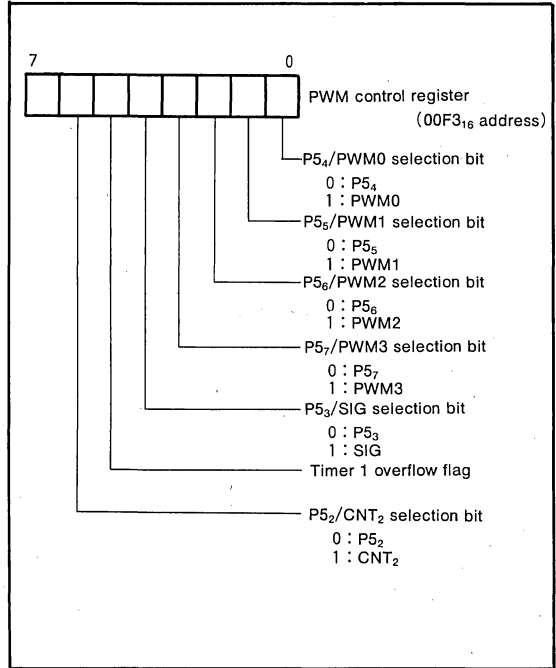 7 0
PWM control register
(00F3₁₆ address)
P5₄/PWM0 selection bit
0 : P5₄
1 : PWM0
P5₅/PWM1 selection bit
0 : P5₅
1 : PWM1
P5₆/PWM2 selection bit
0 : P5₆
1 : PWM2
P5₇/PWM3 selection bit
0 : P5₇
1 : PWM3
P5₃/SIG selection bit
0 : P5₃
1 : SIG
Timer 1 overflow flag
P5₂/CNT₂ selection bit
0 : P5₂
1 : CNT₂